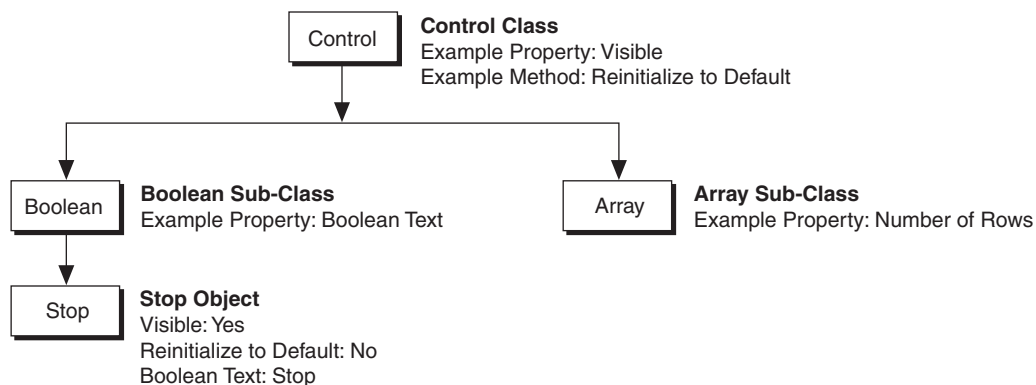 Control
Control Class
Example Property: Visible
Example Method: Reinitialize to Default
Boolean
Boolean Sub-Class
Example Property: Boolean Text
Array
Array Sub-Class
Example Property: Number of Rows
Stop
Stop Object
Visible: Yes
Reinitialize to Default: No
Boolean Text: Stop